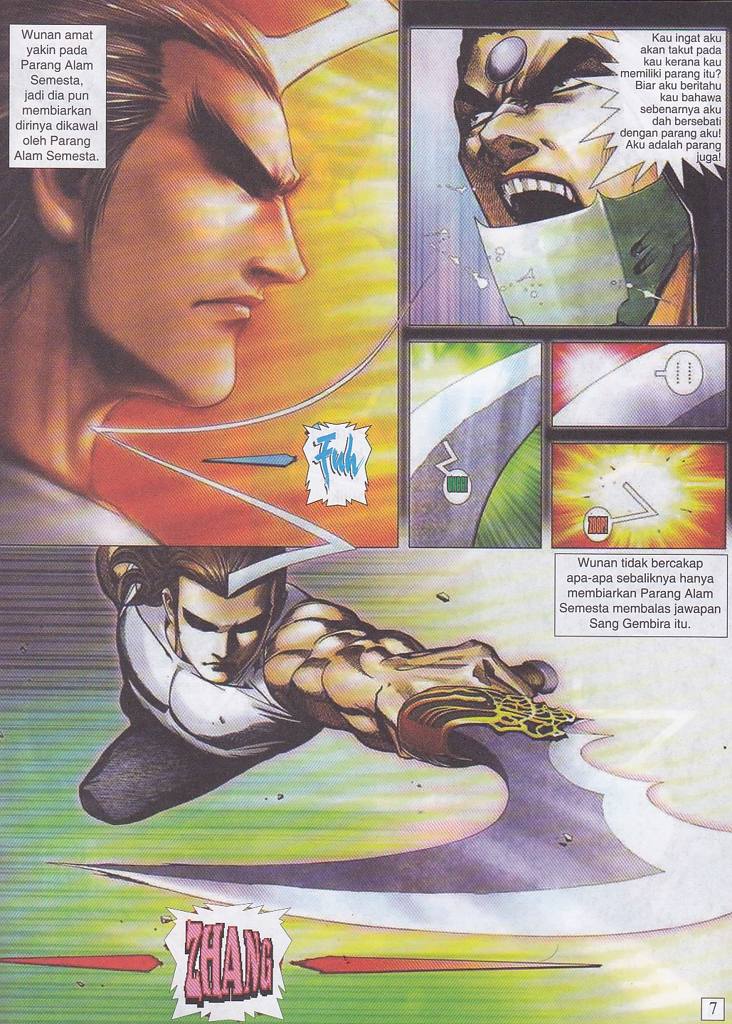 Wunan amat
yakin pada
Parang Alam
Semesta,
jadi dia pun
membiarkan
dirinya dikawal
oleh Parang
Alam Semesta.
Kau ingat aku
akan takut pada
kau kerana kau
memiliki parang itu?
Biar aku beritahu
kau bahawa
sebenarnya aku
dah bersebati
dengan parang aku!
Aku adalah parang
juga!
Fuh
UNGG!
ZOOM!
Wunan tidak bercakap
apa-apa sebaliknya hanya
membiarkan Parang Alam
Semesta membalas jawapan
Sang Gembira itu.
ZHANG
7